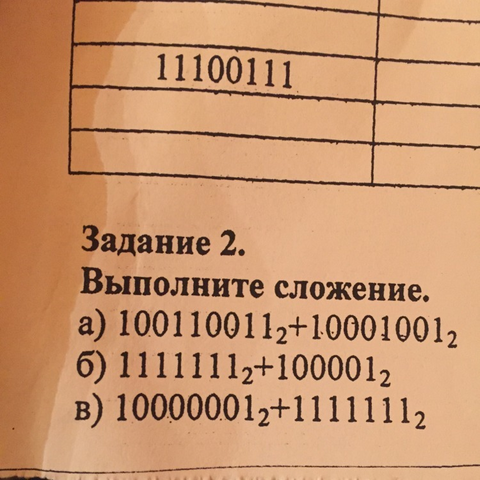 11100111
Задание 2.
Выполните сложение.
а) 100110011₂+10001001₂
б) 1111111₂+100001₂
в) 10000001₂+1111111₂